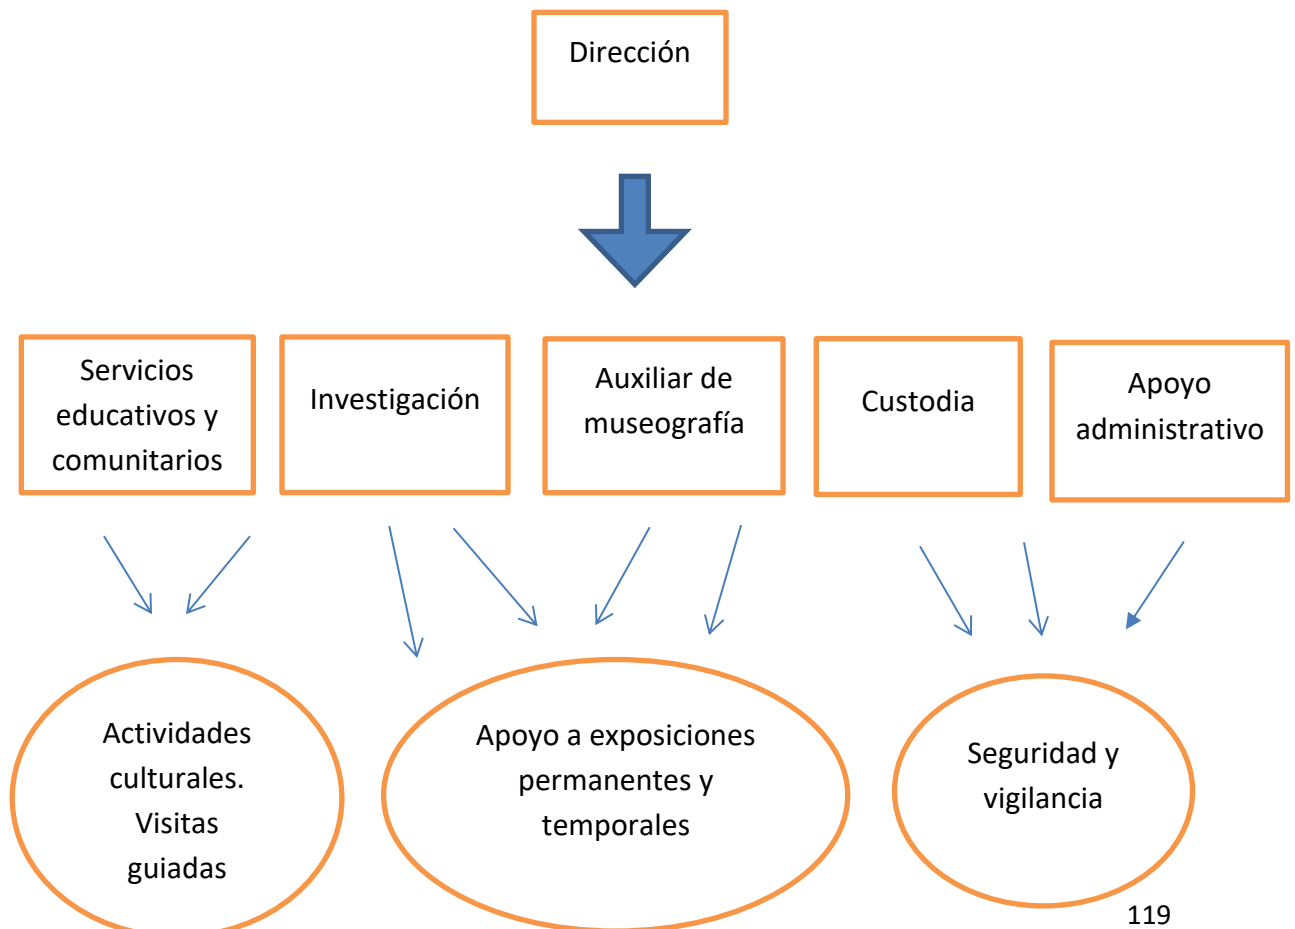 Dirección
Servicios
educativos y
comunitarios
Investigación
Auxiliar de
museografía
Custodia
Apoyo
administrativo
Actividades
culturales.
Visitas
guiadas
Apoyo a exposiciones
permanentes y
temporales
Seguridad y
vigilancia
119